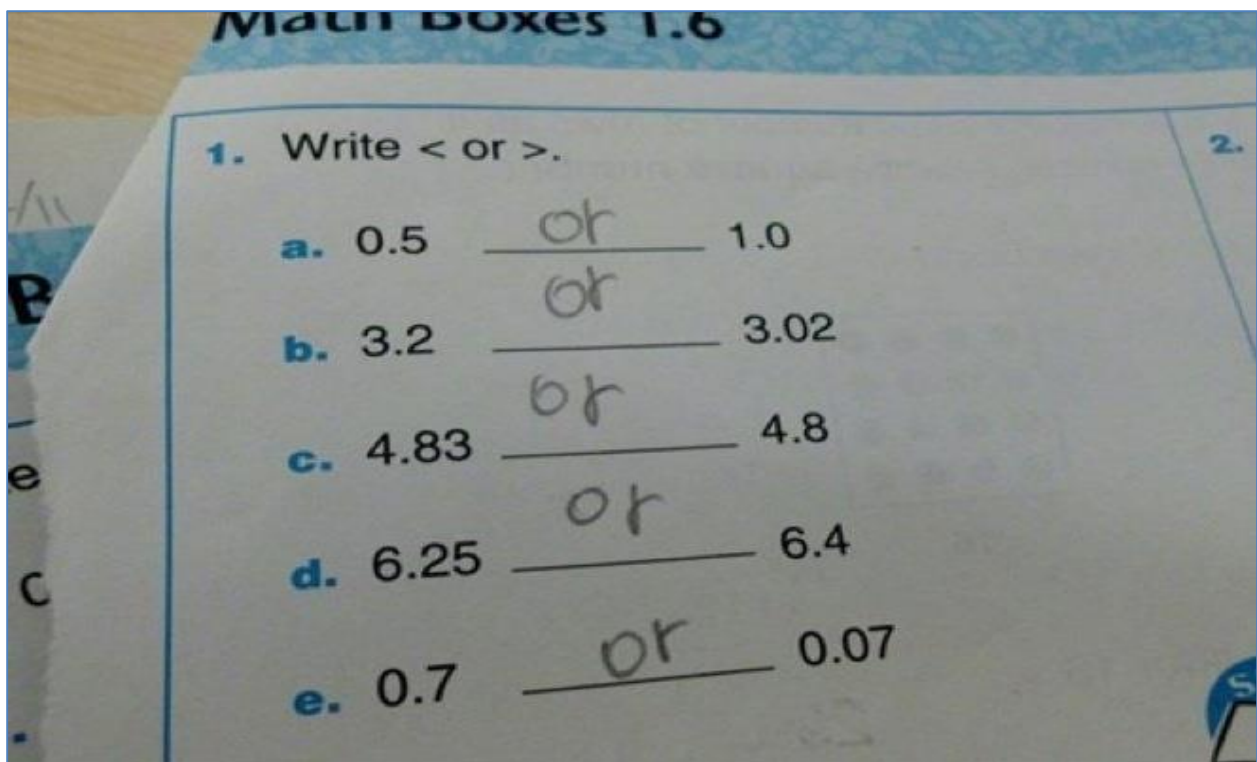 Math Boxes 1.6
1. Write < or >.
2.
a. 0.5 or 1.0
b. 3.2 or 3.02
c. 4.83 or 4.8
d. 6.25 or 6.4
e. 0.7 or 0.07
B
e
C
S